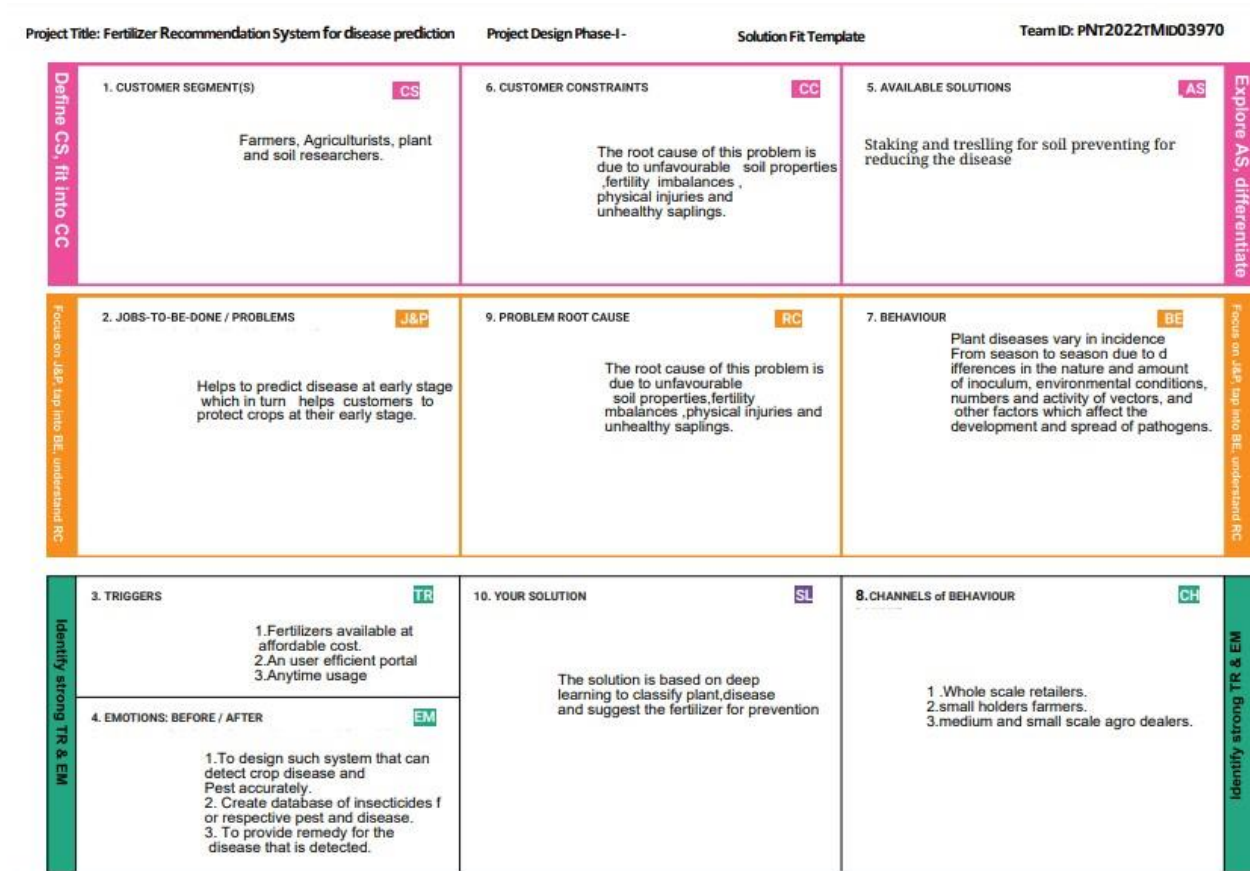 Project Title: Fertilizer Recommendation System for disease prediction
Project Design Phase-I -
Solution Fit Template
Team ID: PNT2022TMID03970
Define CS, fit into CC
1. CUSTOMER SEGMENT(S)
CS
Farmers, Agriculturists, plant
and soil researchers.
6. CUSTOMER CONSTRAINTS
CC
The root cause of this problem is
due to unfavourable soil properties
,fertility imbalances ,
physical injuries and
unhealthy saplings.
5. AVAILABLE SOLUTIONS
AS
Staking and treslling for soil preventing for
reducing the disease
Explore AS, differentiate
Focus on J&P, tap into BE, understand RC
2. JOBS-TO-BE-DONE / PROBLEMS
J&P
Helps to predict disease at early stage
which in turn helps customers to
protect crops at their early stage.
9. PROBLEM ROOT CAUSE
RC
The root cause of this problem is
due to unfavourable
soil properties,fertility
mbalances ,physical injuries and
unhealthy saplings.
7. BEHAVIOUR
BE
Plant diseases vary in incidence
From season to season due to d
ifferences in the nature and amount
of inoculum, environmental conditions,
numbers and activity of vectors, and
other factors which affect the
development and spread of pathogens.
Focus on J&P, tap into BE, understand RC
Identify strong TR & EM
3. TRIGGERS
TR
1.Fertilizers available at
affordable cost.
2.An user efficient portal
3.Anytime usage
4. EMOTIONS: BEFORE / AFTER
EM
1.To design such system that can
detect crop disease and
Pest accurately.
2. Create database of insecticides f
or respective pest and disease.
3. To provide remedy for the
disease that is detected.
10. YOUR SOLUTION
SL
The solution is based on deep
learning to classify plant,disease
and suggest the fertilizer for prevention
8.CHANNELS of BEHAVIOUR
CH
1 .Whole scale retailers.
2.small holders farmers.
3.medium and small scale agro dealers.
Identify strong TR & EM